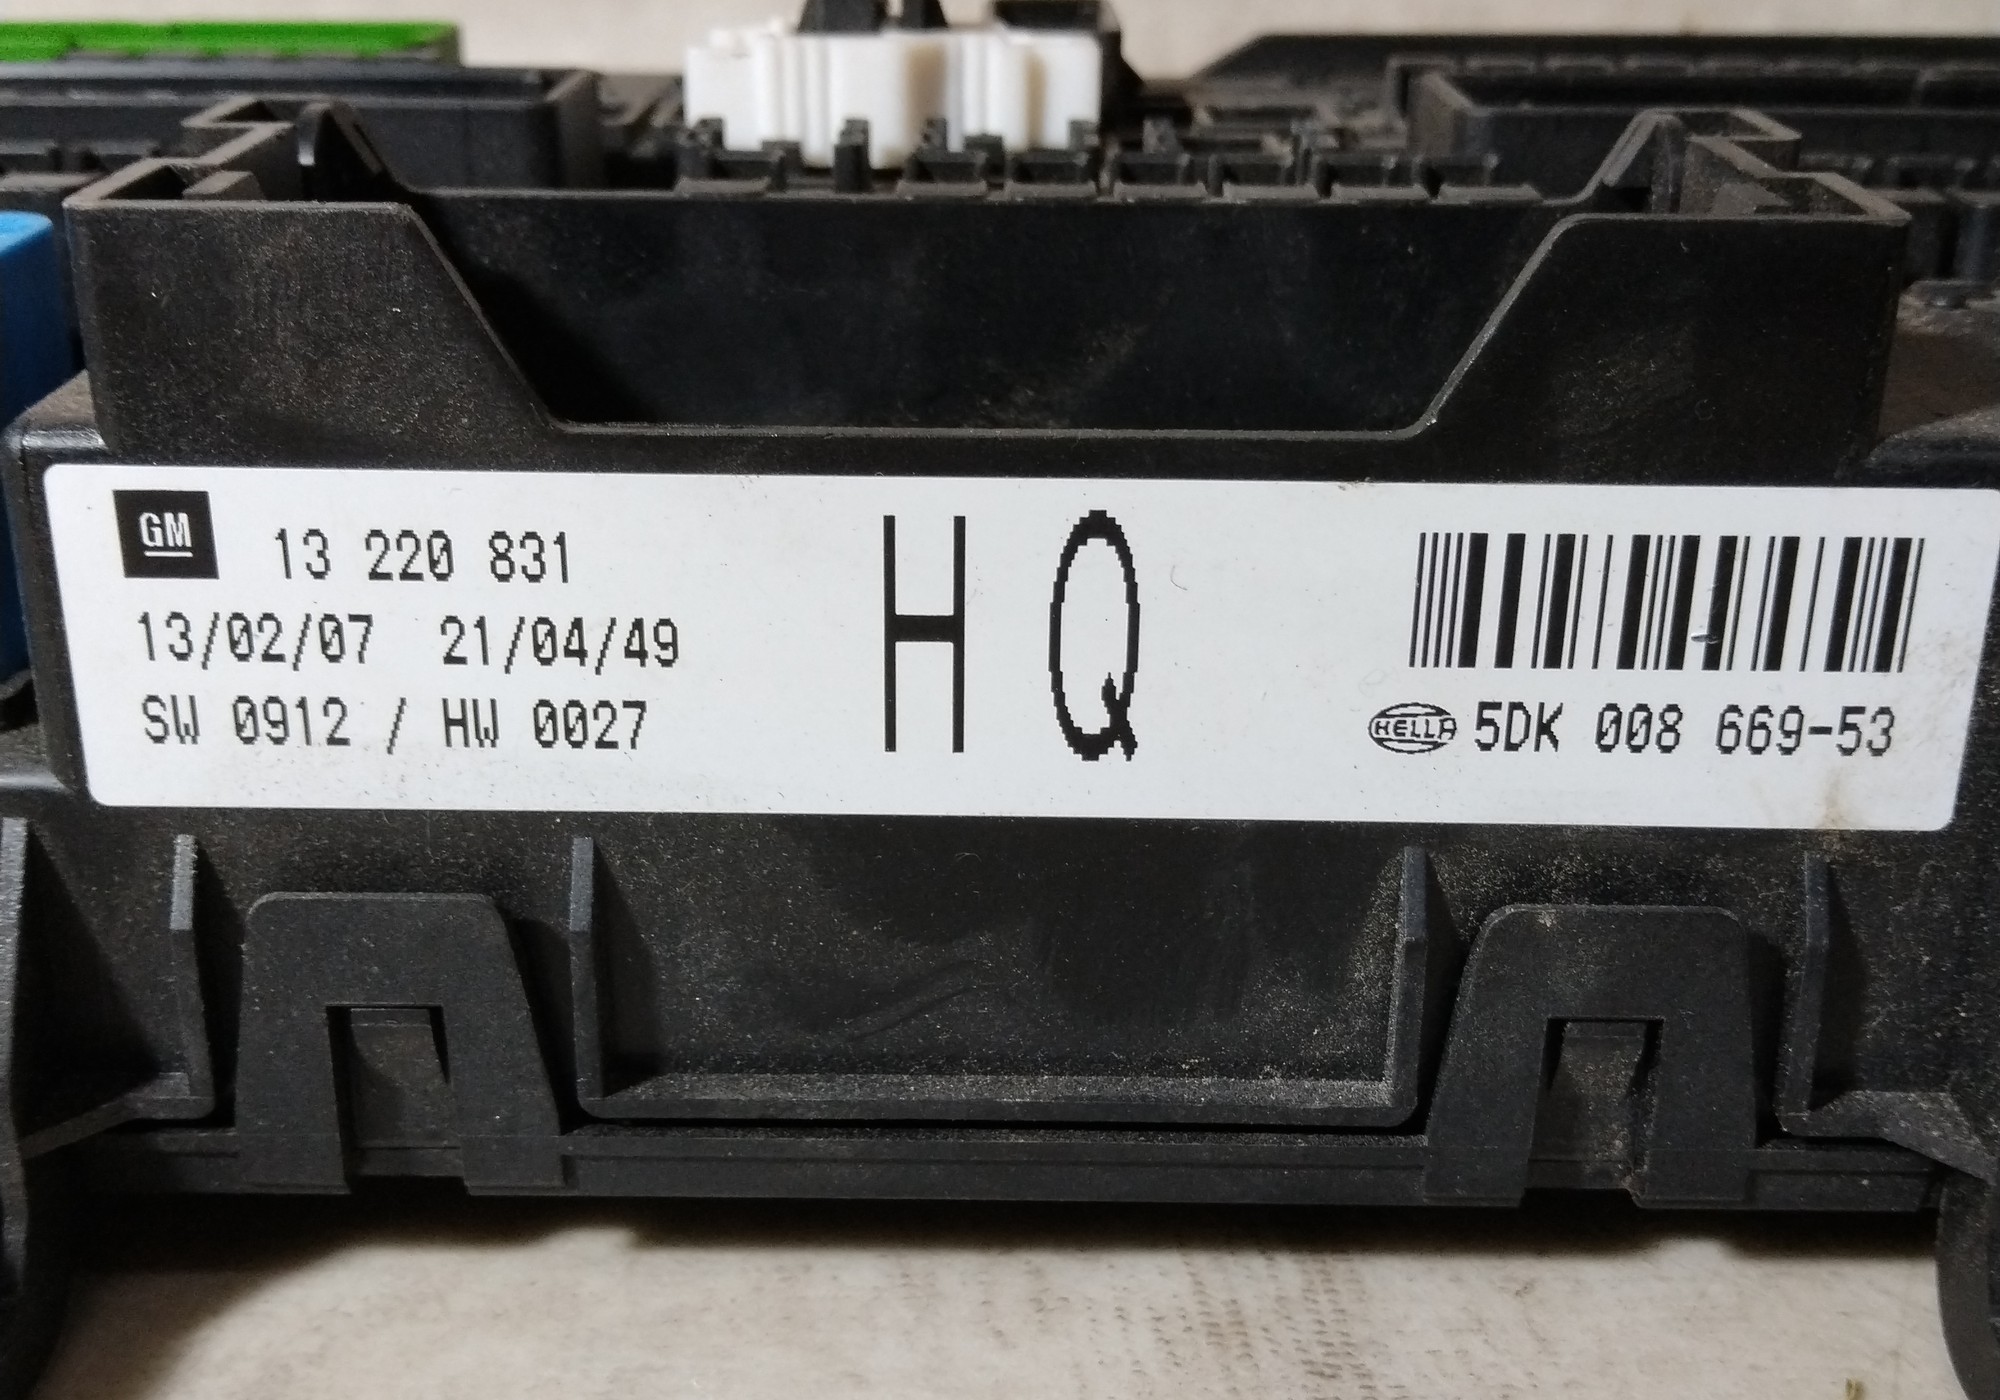 GM 13 220 831
13/02/07 21/04/49
SW 0912 / HW 0027
HQ
HELLA 5DK 008 669-53